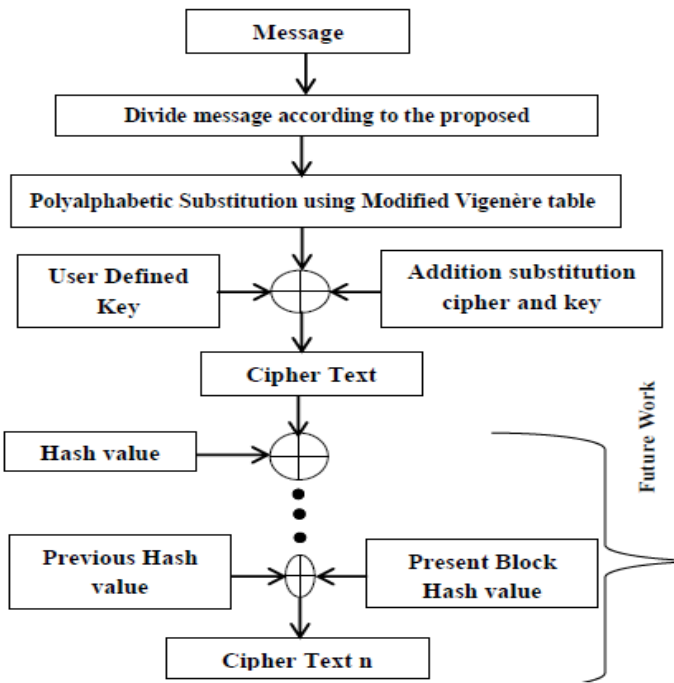 Message
Divide message according to the proposed
Polyalphabetic Substitution using Modified Vigenère table
User Defined
Key
Addition substitution
cipher and key
Cipher Text
Hash value
Future Work
Previous Hash
value
Present Block
Hash value
Cipher Text n